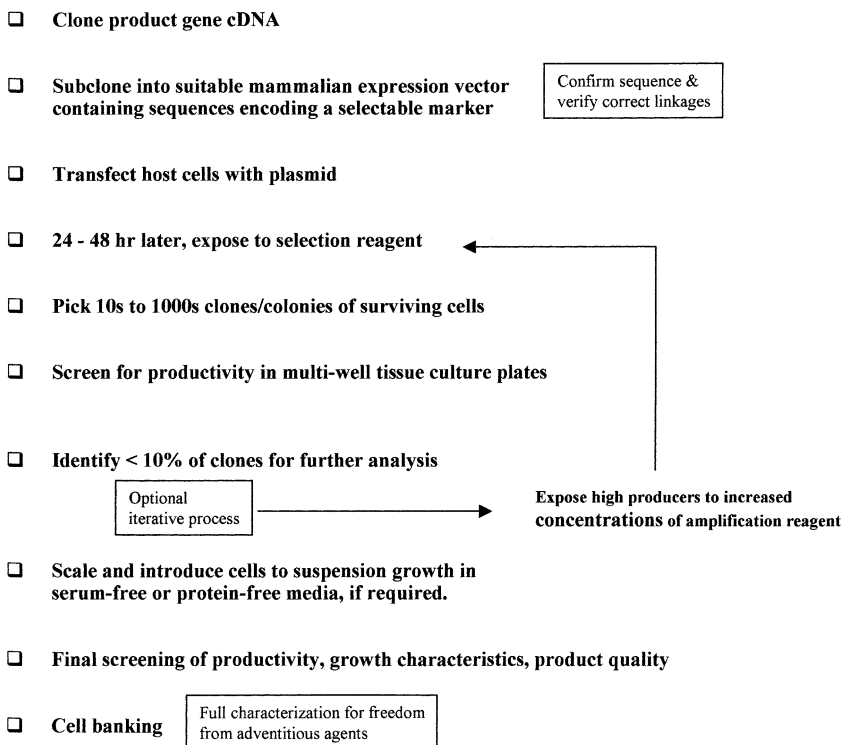 Clone product gene cDNA
Subclone into suitable mammalian expression vector
containing sequences encoding a selectable marker
Confirm sequence &
verify correct linkages
Transfect host cells with plasmid
24 - 48 hr later, expose to selection reagent
Pick 10s to 1000s clones/colonies of surviving cells
Screen for productivity in multi-well tissue culture plates
Identify < 10% of clones for further analysis
Optional
iterative process
Expose high producers to increased
concentrations of amplification reagent
Scale and introduce cells to suspension growth in
serum-free or protein-free media, if required.
Final screening of productivity, growth characteristics, product quality
Cell banking
Full characterization for freedom
from adventitious agents